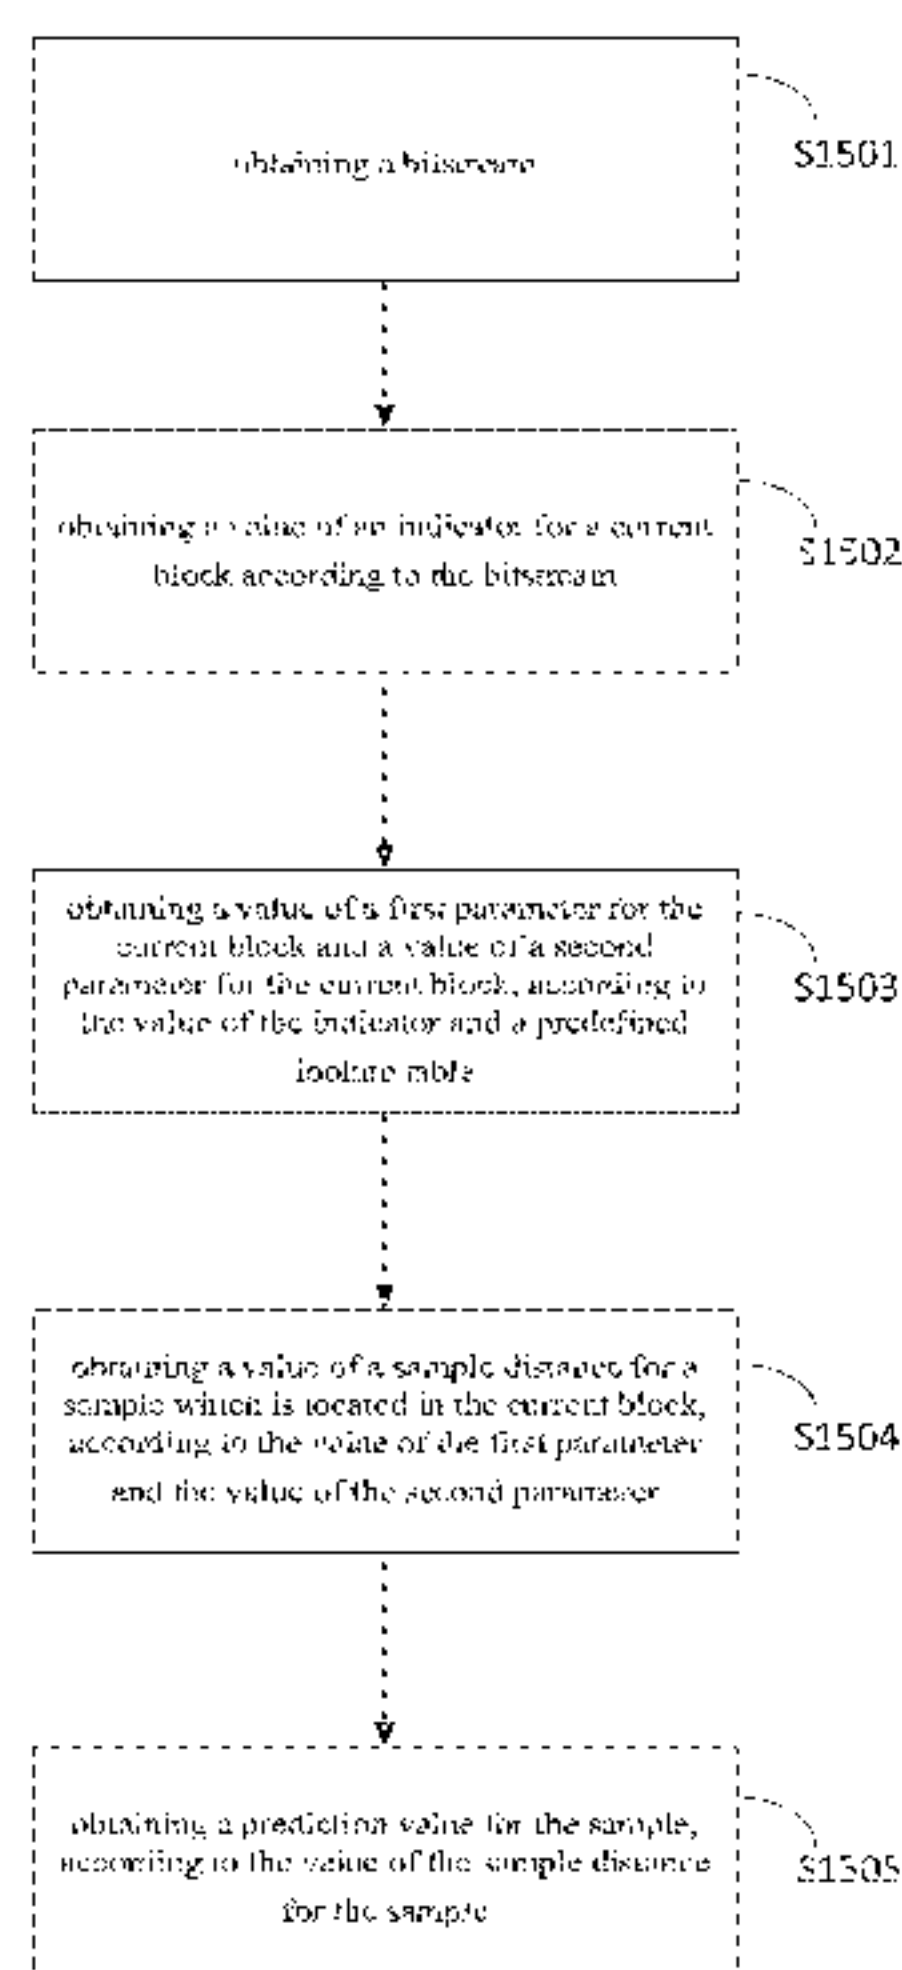 obtaining a bitstream
S1501
obtaining a value of an indicator for a current
block according to the bitstream
S1502
obtaining a value of a first parameter for the
current block and a value of a second
parameter for the current block, according to
the value of the indicator and a predefined
lookup table
S1503
obtaining a value of a sample distance for a
sample which is located in the current block,
according to the value of the first parameter
and the value of the second parameter
S1504
obtaining a prediction value for the sample,
according to the value of the sample distance
for the sample
S1505